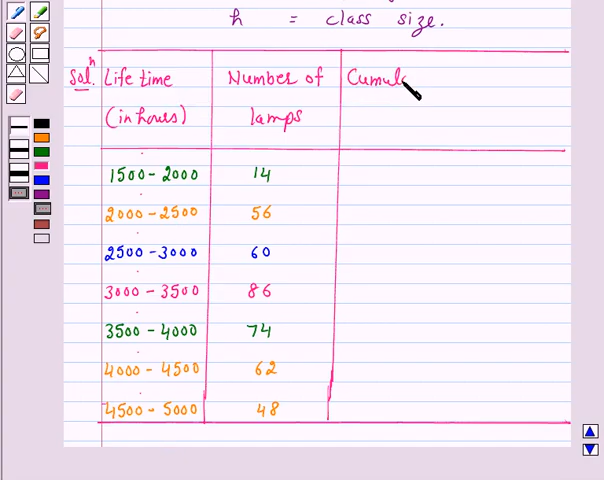 h = class size.
Solⁿ. Life time Number of Cumul
(in hours) lamps
1500 - 2000 14
2000 - 2500 56
2500 - 3000 60
3000 - 3500 86
3500 - 4000 74
4000 - 4500 62
4500 - 5000 48